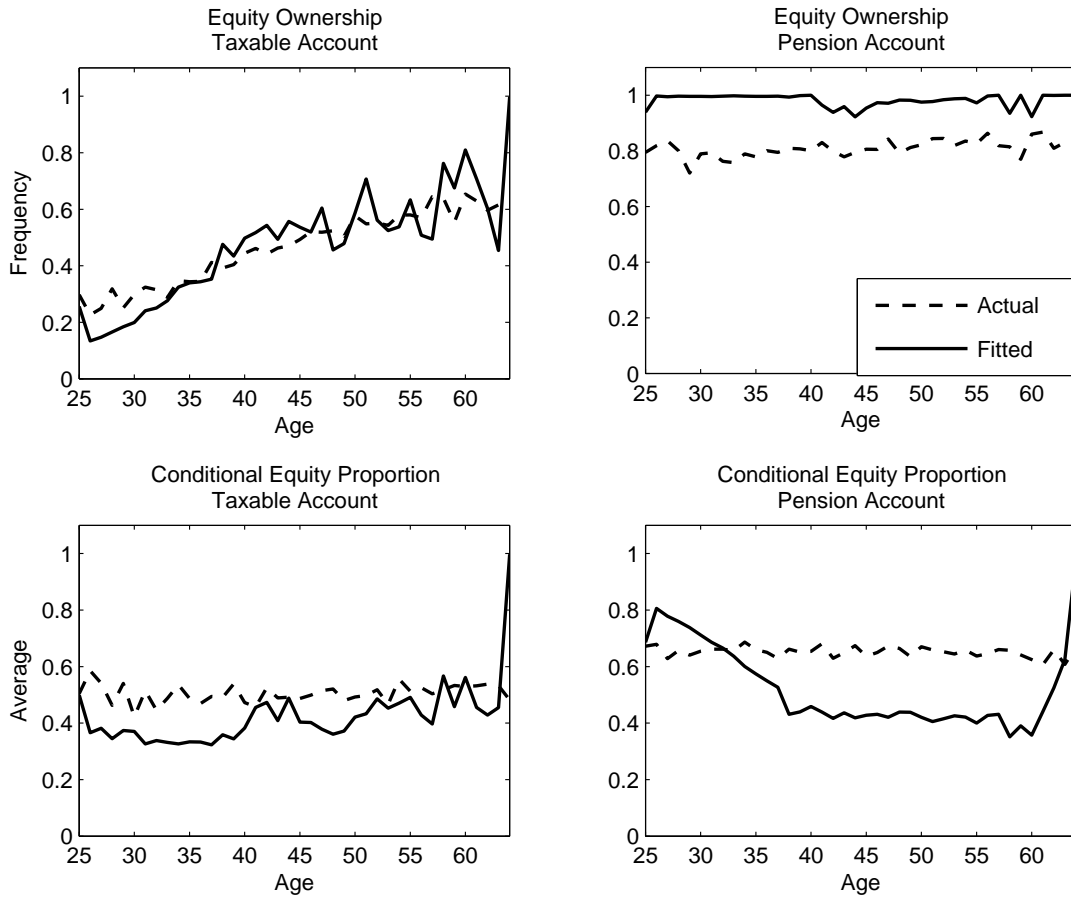 Equity Ownership
Taxable Account
Frequency
1
0.8
0.6
0.4
0.2
0
25 30 35 40 45 50 55 60
Age
Equity Ownership
Pension Account
1
0.8
0.6
0.4
0.2
0
25 30 35 40 45 50 55 60
Age
Actual
Fitted
Conditional Equity Proportion
Taxable Account
Average
1
0.8
0.6
0.4
0.2
0
25 30 35 40 45 50 55 60
Age
Conditional Equity Proportion
Pension Account
1
0.8
0.6
0.4
0.2
0
25 30 35 40 45 50 55 60
Age